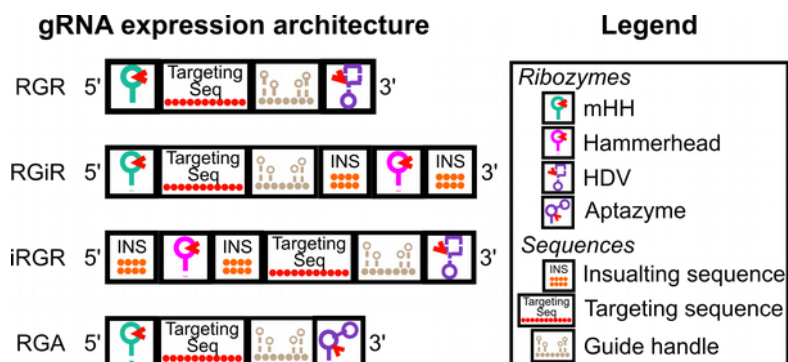 gRNA expression architecture
RGR 5' Targeting Seq 3'
RGiR 5' Targeting Seq INS INS 3'
iRGR 5' INS INS Targeting Seq 3'
RGA 5' Targeting Seq 3'
Legend
Ribozymes
mHH
Hammerhead
HDV
Aptazyme
Sequences
INS Insualting sequence
Targeting Seq Targeting sequence
Guide handle